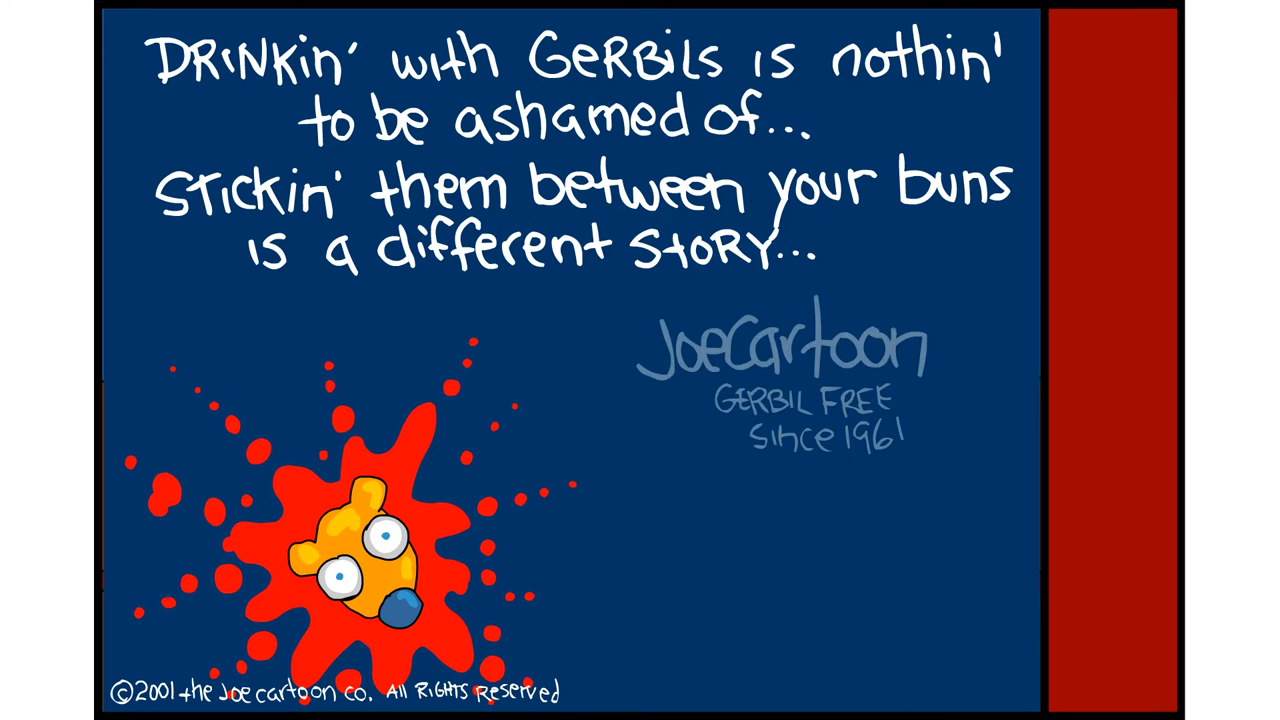 DRINKin' with GeRBiLs is nothin'
to be ashamed of...
STickin' them between your buns
is a different SToRY...
JoeCartoon
GERBIL FREE
since 1961
©2001 the Joe cartoon co. All RiGHTs Reserved